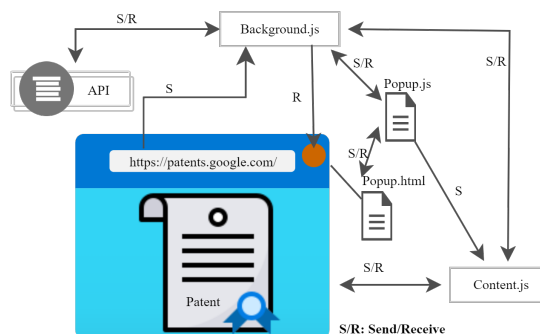 S/R
Background.js
S/R
S/R
API
S
R
Popup.js
S/R
https://patents.google.com/
Popup.html
S
S/R
Content.js
Patent
S/R: Send/Receive